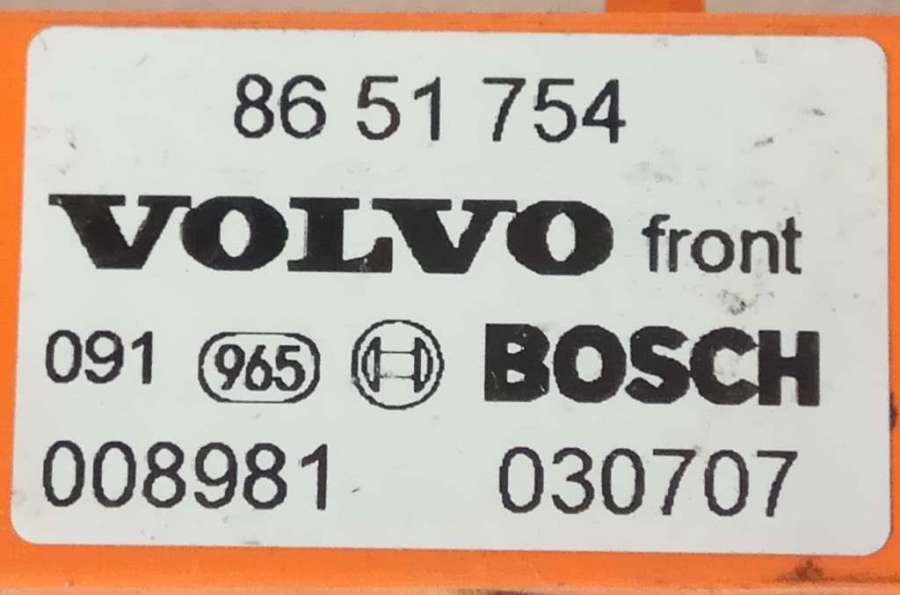 86 51 754
VOLVO front
091 965 BOSCH
008981 030707